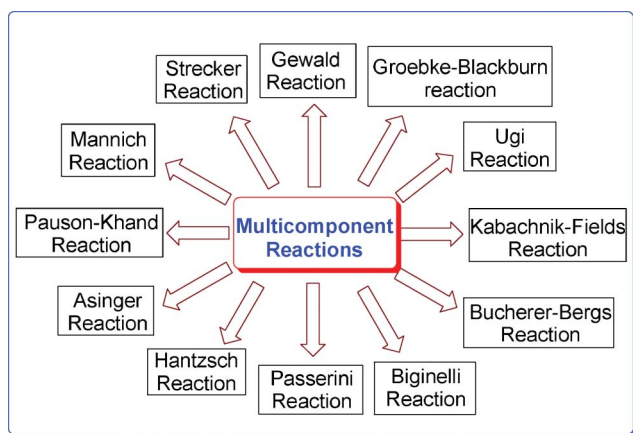 Strecker
Reaction
Gewald
Reaction
Groebke-Blackburn
reaction
Mannich
Reaction
Ugi
Reaction
Pauson-Khand
Reaction
Multicomponent
Reactions
Kabachnik-Fields
Reaction
Asinger
Reaction
Bucherer-Bergs
Reaction
Hantzsch
Reaction
Passerini
Reaction
Biginelli
Reaction